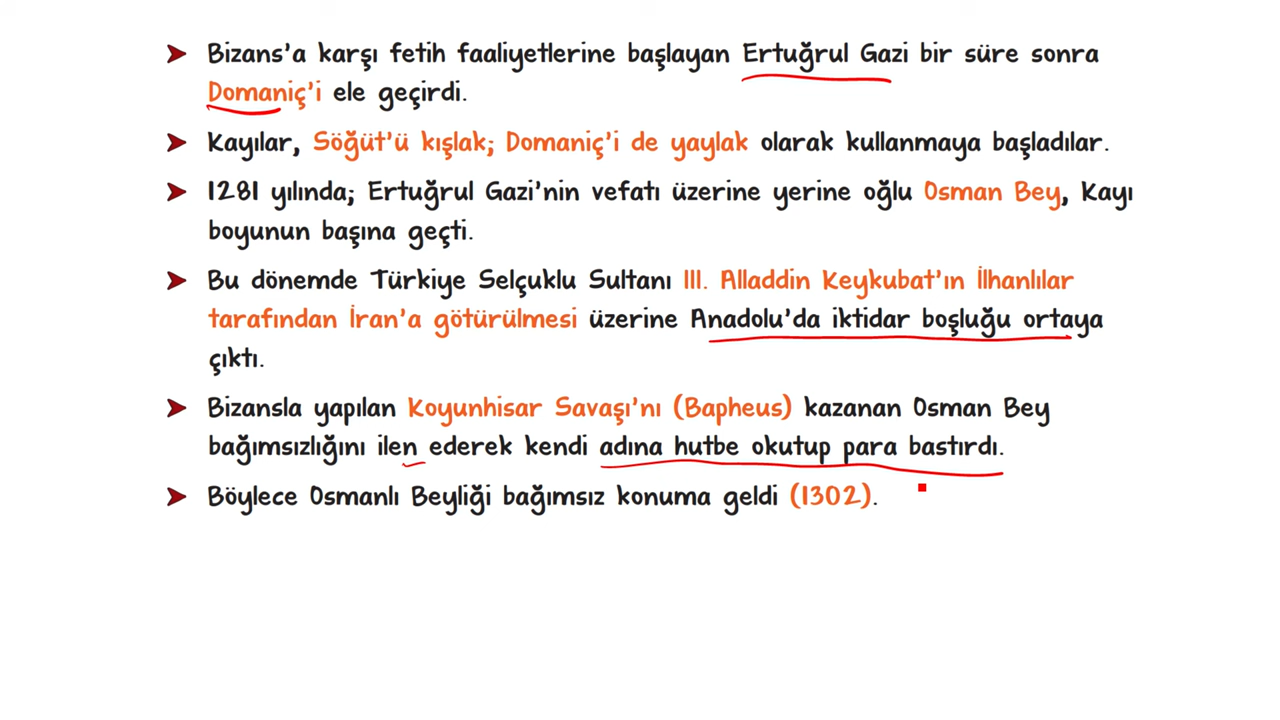 Bizans'a karşı fetih faaliyetlerine başlayan Ertuğrul Gazi bir süre sonra
Domaniç'i ele geçirdi.
Kayılar, Söğüt'ü kışlak; Domaniç'i de yaylak olarak kullanmaya başladılar.
1281 yılında; Ertuğrul Gazi'nin vefatı üzerine yerine oğlu Osman Bey, Kayı
boyunun başına geçti.
Bu dönemde Türkiye Selçuklu Sultanı III. Alladdin Keykubat'ın İlhanlılar
tarafından İran'a götürülmesi üzerine Anadolu'da iktidar boşluğu ortaya
çıktı.
Bizansla yapılan Koyunhisar Savaşı'nı (Bapheus) kazanan Osman Bey
bağımsızlığını ilen ederek kendi adına hutbe okutup para bastırdı.
Böylece Osmanlı Beyliği bağımsız konuma geldi (1302).